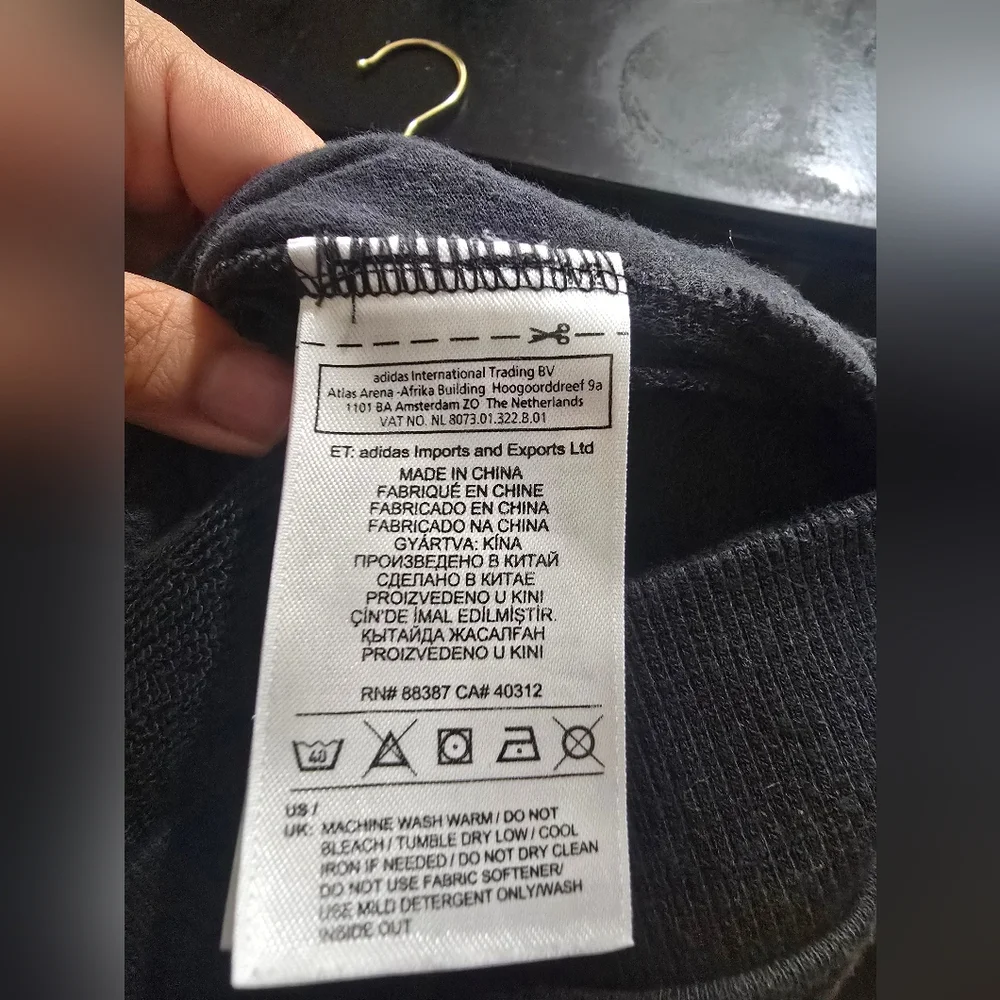 adidas International Trading BV
Atlas Arena -Afrika Building Hoogoorddreef 9a
1101 BA Amsterdam ZO The Netherlands
VAT NO. NL 8073.01.322.B.01
ET: adidas Imports and Exports Ltd
MADE IN CHINA
FABRIQUÉ EN CHINE
FABRICADO EN CHINA
FABRICADO NA CHINA
GYÁRTVA: KÍNA
ПРОИЗВЕДЕНО В КИТАЙ
СДЕЛАНО В КИТАЕ
PROIZVEDENO U KINI
ÇİN'DE İMAL EDİLMİŞTİR.
ҚЫТАЙДА ЖАСАЛҒАН
PROIZVEDENO U KINI
RN# 88387 CA# 40312
40
US /
UK: MACHINE WASH WARM / DO NOT
BLEACH / TUMBLE DRY LOW / COOL
IRON IF NEEDED / DO NOT DRY CLEAN
DO NOT USE FABRIC SOFTENER/
USE MILD DETERGENT ONLY/WASH
INSIDE OUT